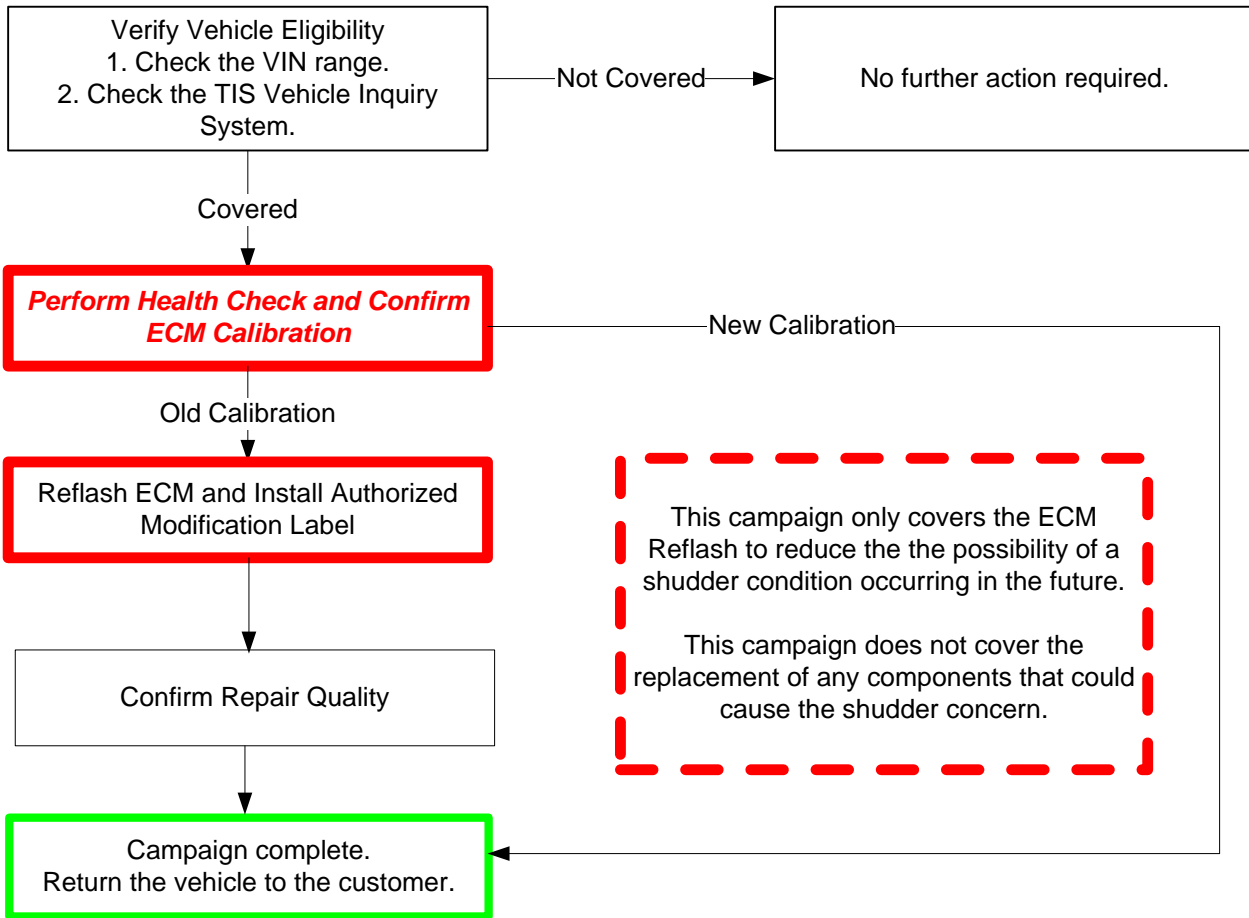 Verify Vehicle Eligibility
1. Check the VIN range.
2. Check the TIS Vehicle Inquiry
System.
Not Covered
No further action required.
Covered
Perform Health Check and Confirm
ECM Calibration
New Calibration
Old Calibration
Reflash ECM and Install Authorized
Modification Label
This campaign only covers the ECM
Reflash to reduce the the possibility of a
shudder condition occurring in the future.
This campaign does not cover the
replacement of any components that could
cause the shudder concern.
Confirm Repair Quality
Campaign complete.
Return the vehicle to the customer.